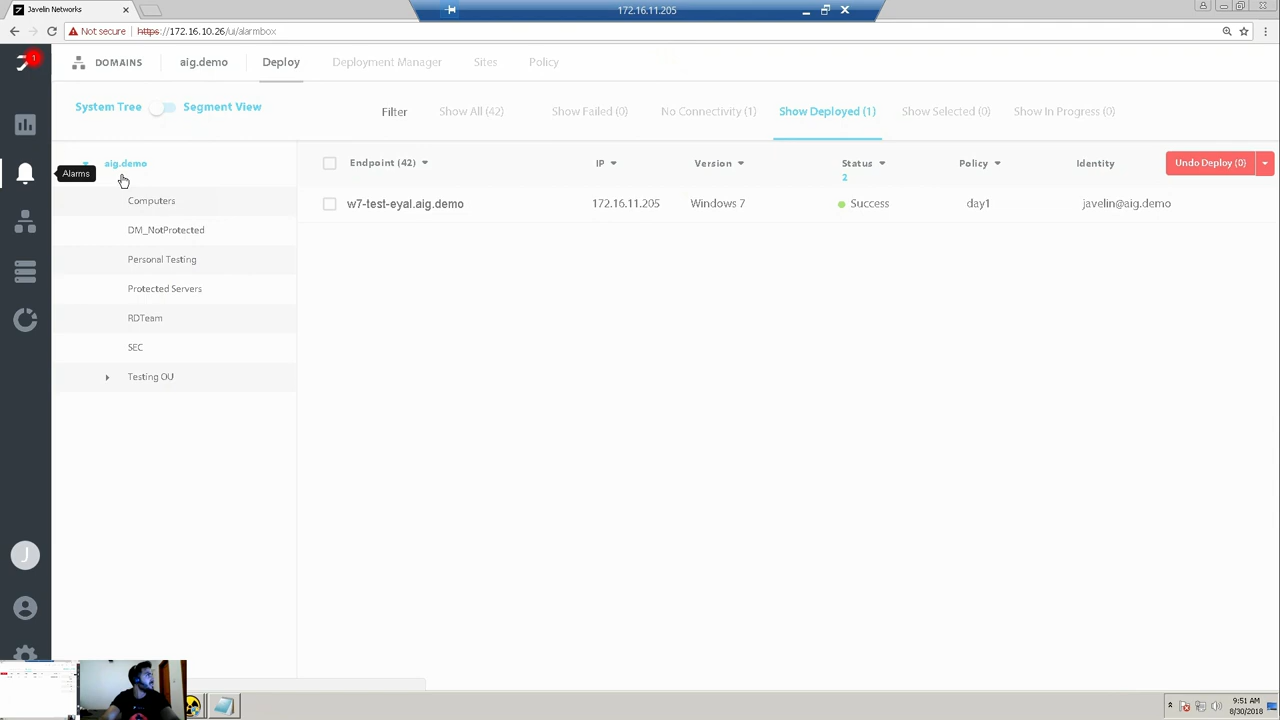 Javelin Networks
172.16.11.205
Not secure https://172.16.10.26/ui/alarmbox
1
DOMAINS aig.demo Deploy Deployment Manager Sites Policy
System Tree Segment View Filter Show All (42) Show Failed (0) No Connectivity (1) Show Deployed (1) Show Selected (0) Show In Progress (0)
aig.demo Endpoint (42) IP Version Status Policy Identity Undo Deploy (0)
2
Alarms
Computers w7-test-eyal.aig.demo 172.16.11.205 Windows 7 Success day1 javelin@aig.demo
DM_NotProtected
Personal Testing
Protected Servers
RDTeam
SEC
Testing OU
J
9:51 AM
8/30/2018